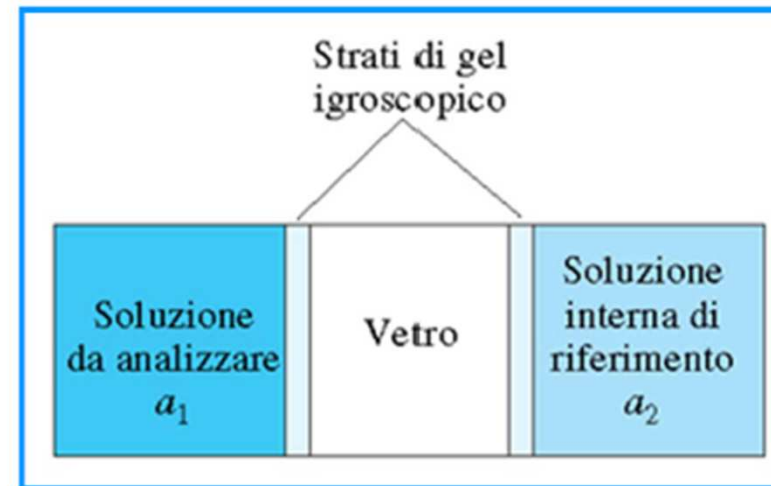 Strati di gel
igroscopico
Soluzione
da analizzare
a₁
Vetro
Soluzione
interna di
riferimento
a₂